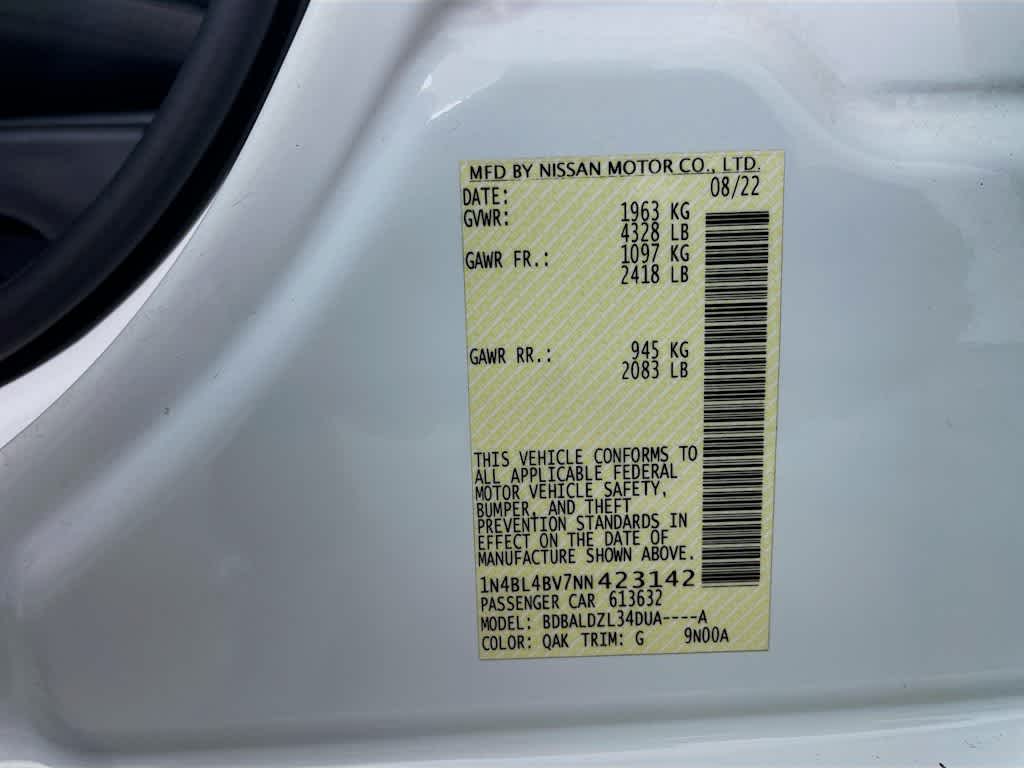 MFD BY NISSAN MOTOR CO., LTD.
DATE: 08/22
GVWR: 1963 KG
4328 LB
GAWR FR.: 1097 KG
2418 LB
GAWR RR.: 945 KG
2083 LB
THIS VEHICLE CONFORMS TO
ALL APPLICABLE FEDERAL
MOTOR VEHICLE SAFETY,
BUMPER, AND THEFT
PREVENTION STANDARDS IN
EFFECT ON THE DATE OF
MANUFACTURE SHOWN ABOVE.
1N4BL4BV7NN423142
PASSENGER CAR 613632
MODEL: BDBALDZL34DUA----A
COLOR: QAK TRIM: G 9N00A